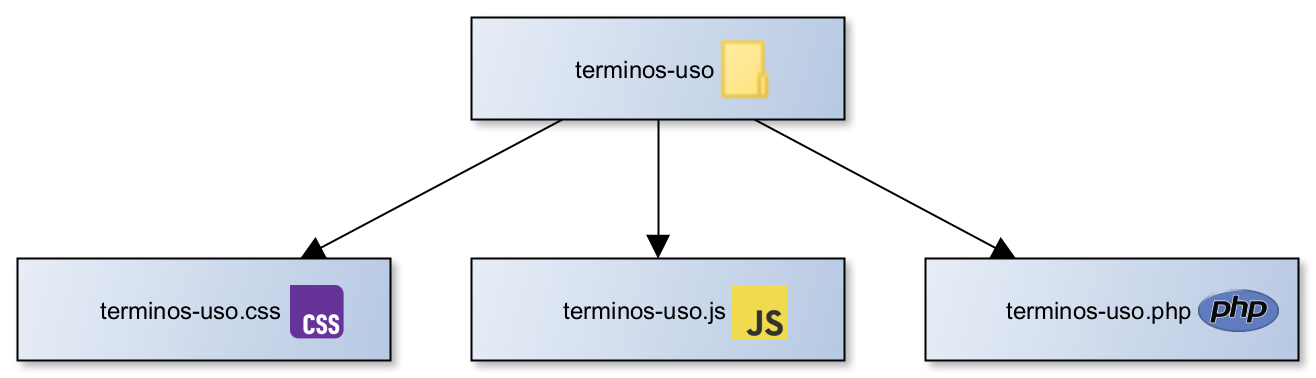 terminos-uso
terminos-uso.css CSS
terminos-uso.js JS
terminos-uso.php php